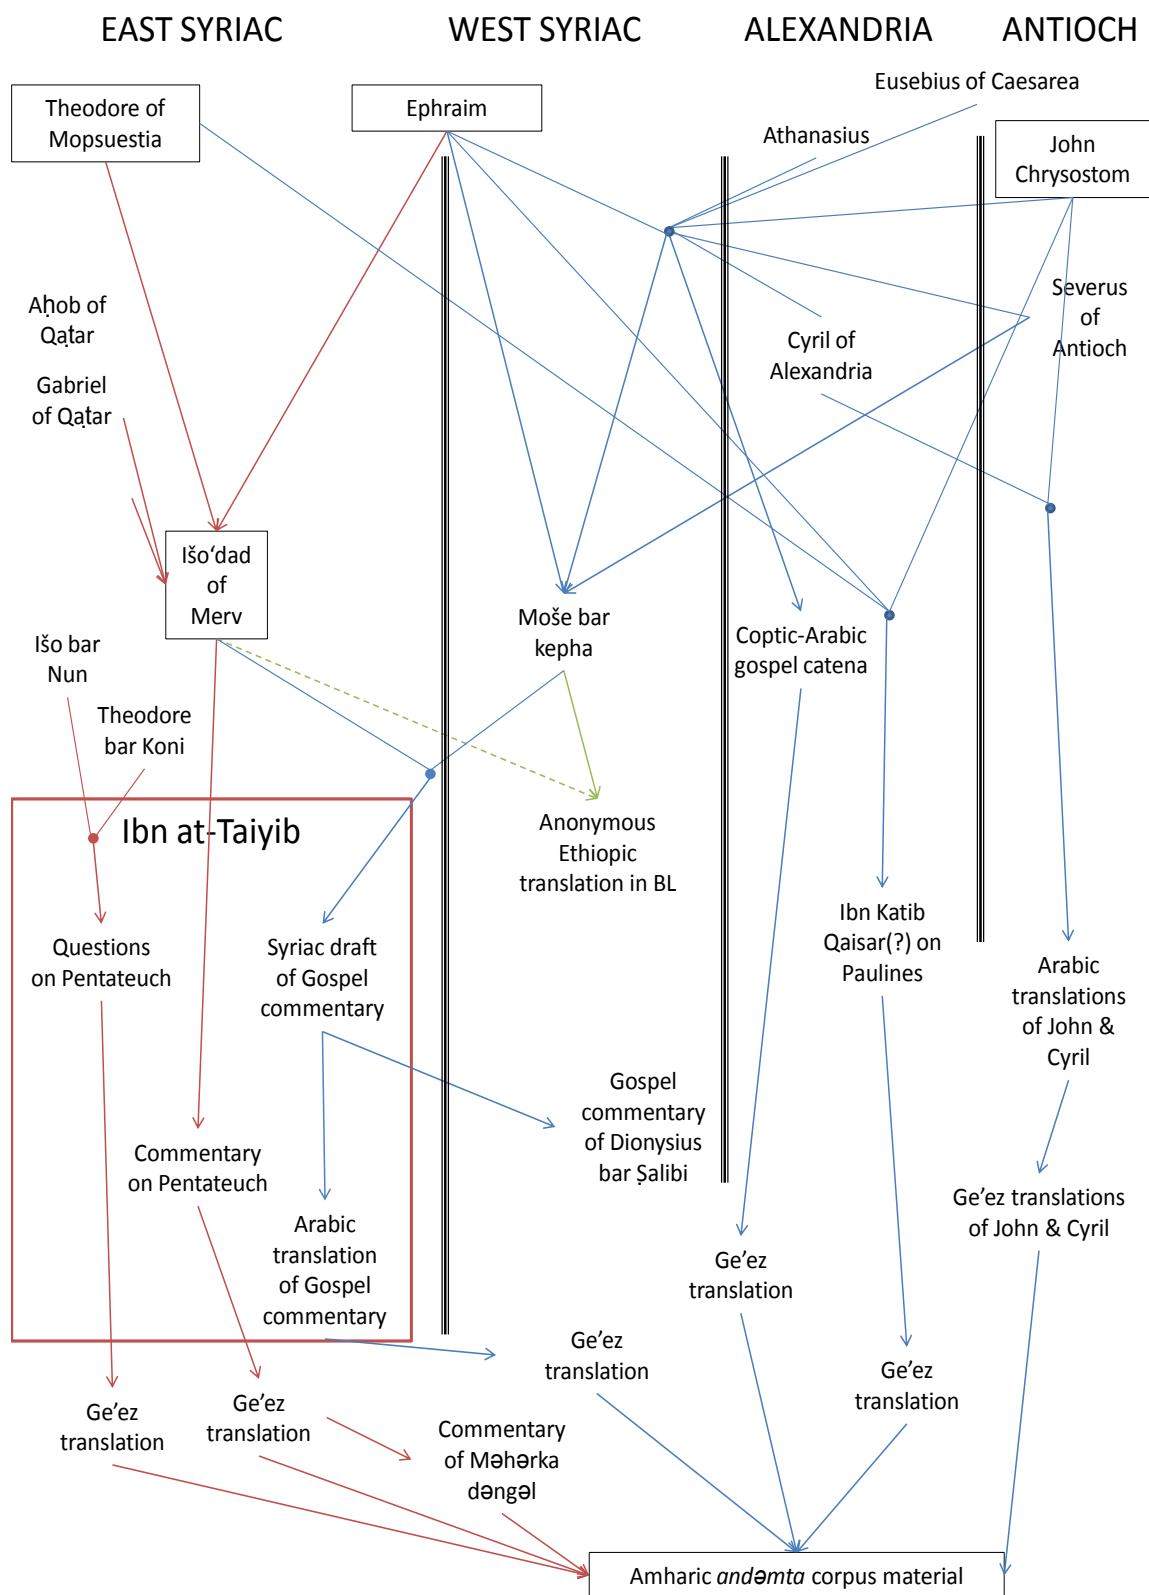 EAST SYRIAC
WEST SYRIAC
ALEXANDRIA
ANTIOCH
Theodore of
Mopsuestia
Ephraim
Eusebius of Caesarea
Athanasius
John
Chrysostom
Aḥob of
Qaṭar
Gabriel
of Qaṭar
Cyril of
Alexandria
Severus
of
Antioch
Išo‘dad
of
Merv
Išo bar
Nun
Theodore
bar Koni
Moše bar
kepha
Coptic-Arabic
gospel catena
Ibn at-Taiyib
Anonymous
Ethiopic
translation in BL
Questions
on Pentateuch
Syriac draft
of Gospel
commentary
Ibn Katib
Qaisar(?) on
Paulines
Arabic
translations
of John &
Cyril
Gospel
commentary
of Dionysius
bar Ṣalibi
Commentary
on Pentateuch
Arabic
translation
of Gospel
commentary
Ge’ez translations
of John & Cyril
Ge’ez
translation
Ge’ez
translation
Ge’ez
translation
Ge’ez
translation
Ge’ez
translation
Commentary
of Məhərka
dəngəl
Amharic andəmta corpus material